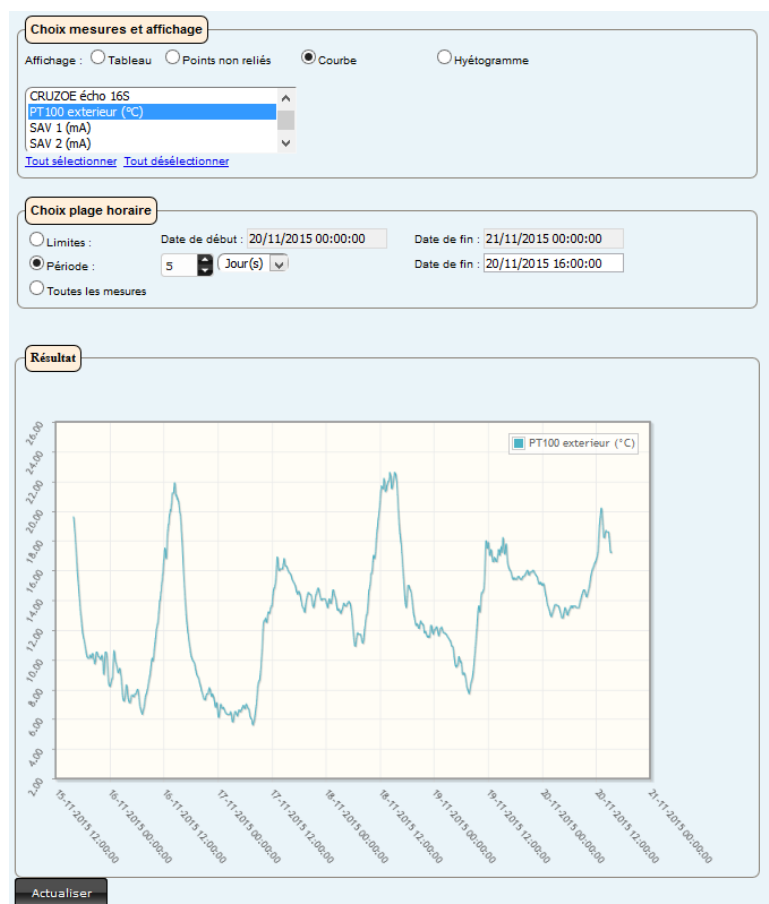 Choix mesures et affichage
Affichage : Tableau Points non reliés Courbe Hyétogramme
CRUZOE écho 16S
PT100 exterieur (°C)
SAV 1 (mA)
SAV 2 (mA)
Tout sélectionner Tout désélectionner
Choix plage horaire
Limites : Date de début : 20/11/2015 00:00:00 Date de fin : 21/11/2015 00:00:00
Période : 5 Jour(s) Date de fin : 20/11/2015 16:00:00
Toutes les mesures
Résultat
PT100 exterieur (°C)
26.00
24.00
22.00
20.00
18.00
16.00
14.00
12.00
10.00
8.00
6.00
4.00
2.00
15-11-2015 12:00:00
16-11-2015 00:00:00
16-11-2015 12:00:00
17-11-2015 00:00:00
17-11-2015 12:00:00
18-11-2015 00:00:00
18-11-2015 12:00:00
19-11-2015 00:00:00
19-11-2015 12:00:00
20-11-2015 00:00:00
20-11-2015 12:00:00
21-11-2015 00:00:00
Actualiser